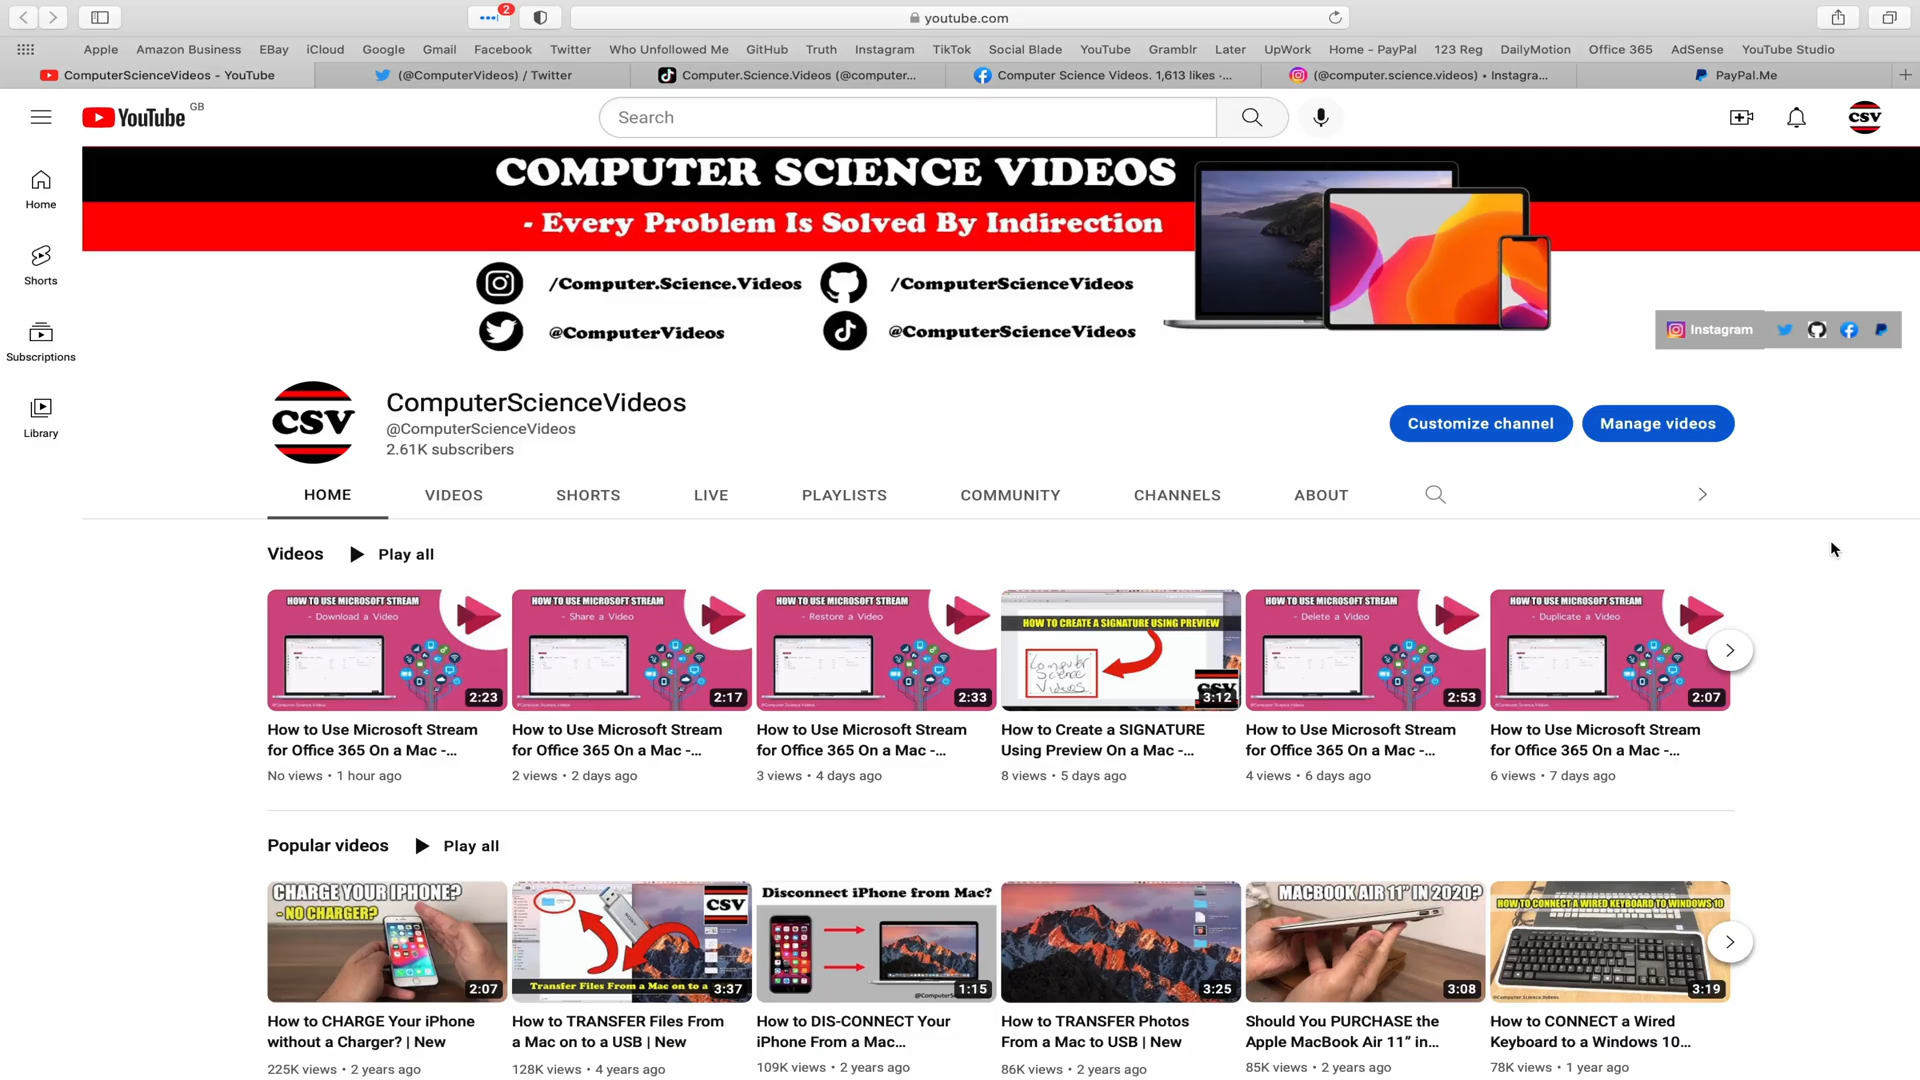 2
youtube.com
Apple Amazon Business EBay iCloud Google Gmail Facebook Twitter Who Unfollowed Me GitHub Truth Instagram TikTok Social Blade YouTube Gramblr Later UpWork Home - PayPal 123 Reg DailyMotion Office 365 AdSense YouTube Studio
ComputerScienceVideos - YouTube
(@ComputerVideos) / Twitter
Computer.Science.Videos (@computer...
Computer Science Videos. 1,613 likes ·...
(@computer.science.videos) • Instagra...
PayPal.Me
YouTube GB
Search
CSV
COMPUTER SCIENCE VIDEOS
- Every Problem Is Solved By Indirection
/Computer.Science.Videos
/ComputerScienceVideos
@ComputerVideos
@ComputerScienceVideos
Instagram
Home
Shorts
Subscriptions
Library
CSV
ComputerScienceVideos
@ComputerScienceVideos
2.61K subscribers
Customize channel
Manage videos
HOME VIDEOS SHORTS LIVE PLAYLISTS COMMUNITY CHANNELS ABOUT
Videos
Play all
HOW TO USE MICROSOFT STREAM
- Download a Video
2:23
HOW TO USE MICROSOFT STREAM
- Share a Video
2:17
HOW TO USE MICROSOFT STREAM
- Restore a Video
2:33
HOW TO CREATE A SIGNATURE USING PREVIEW
Computer
Science
Videos
CSV
3:12
HOW TO USE MICROSOFT STREAM
- Delete a Video
2:53
HOW TO USE MICROSOFT STREAM
- Duplicate a Video
2:07
How to Use Microsoft Stream
for Office 365 On a Mac -...
No views • 1 hour ago
How to Use Microsoft Stream
for Office 365 On a Mac -...
2 views • 2 days ago
How to Use Microsoft Stream
for Office 365 On a Mac -...
3 views • 4 days ago
How to Create a SIGNATURE
Using Preview On a Mac -...
8 views • 5 days ago
How to Use Microsoft Stream
for Office 365 On a Mac -...
4 views • 6 days ago
How to Use Microsoft Stream
for Office 365 On a Mac -...
6 views • 7 days ago
Popular videos
Play all
CHARGE YOUR IPHONE?
- NO CHARGER?
2:07
CSV
SONY
Transfer Files From a Mac on to a
3:37
Disconnect iPhone from Mac?
1:15
3:25
MACBOOK AIR 11" IN 2020?
3:08
HOW TO CONNECT A WIRED KEYBOARD TO WINDOWS 10
3:19
How to CHARGE Your iPhone
without a Charger? | New
225K views • 2 years ago
How to TRANSFER Files From
a Mac on to a USB | New
128K views • 4 years ago
How to DIS-CONNECT Your
iPhone From a Mac...
109K views • 2 years ago
How to TRANSFER Photos
From a Mac to USB | New
86K views • 2 years ago
Should You PURCHASE the
Apple MacBook Air 11” in...
85K views • 2 years ago
How to CONNECT a Wired
Keyboard to a Windows 10...
78K views • 1 year ago